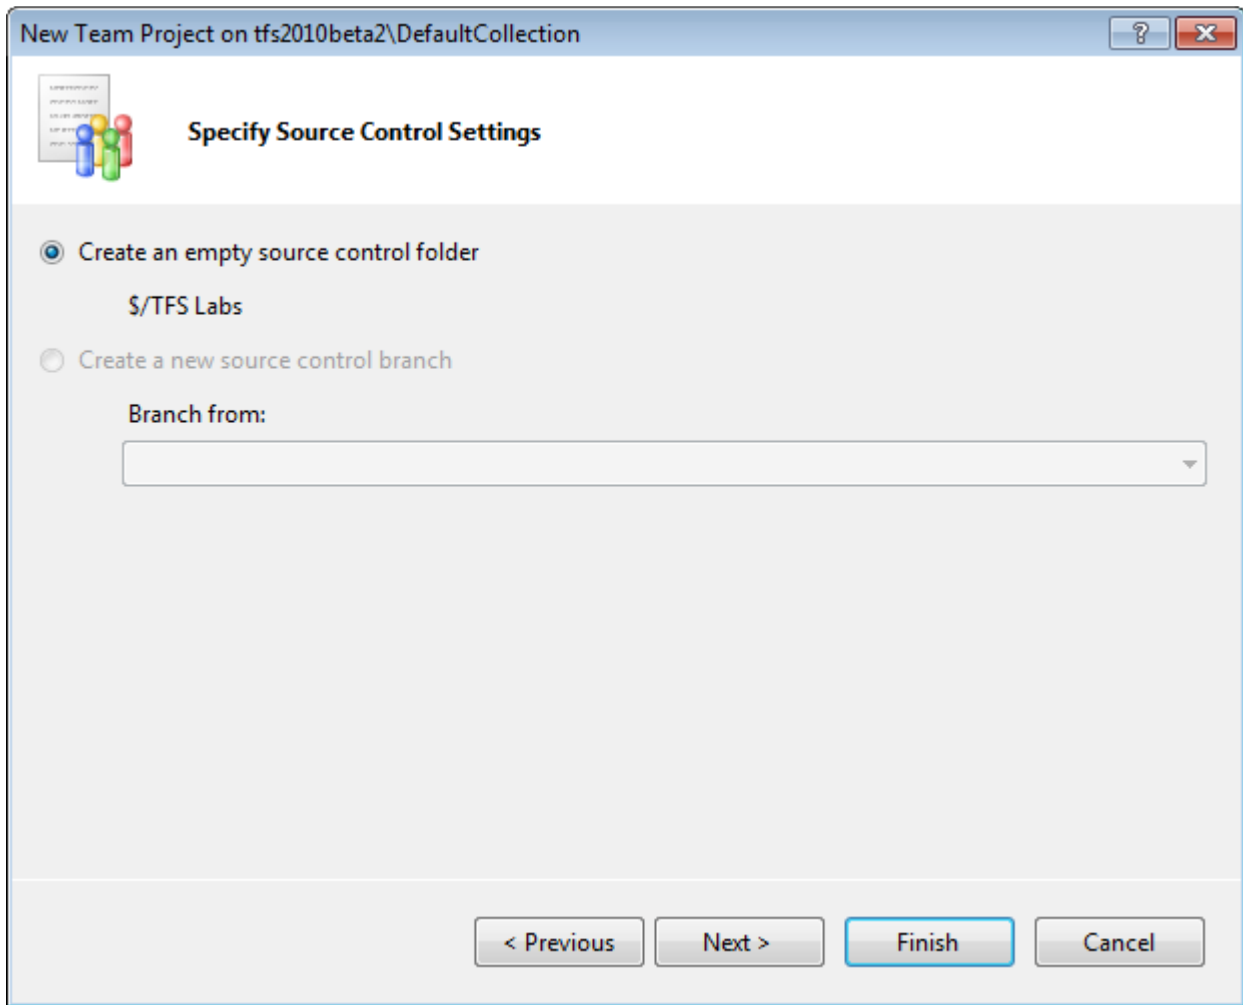 New Team Project on tfs2010beta2\DefaultCollection
Specify Source Control Settings
Create an empty source control folder
$/TFS Labs
Create a new source control branch
Branch from:
< Previous
Next >
Finish
Cancel